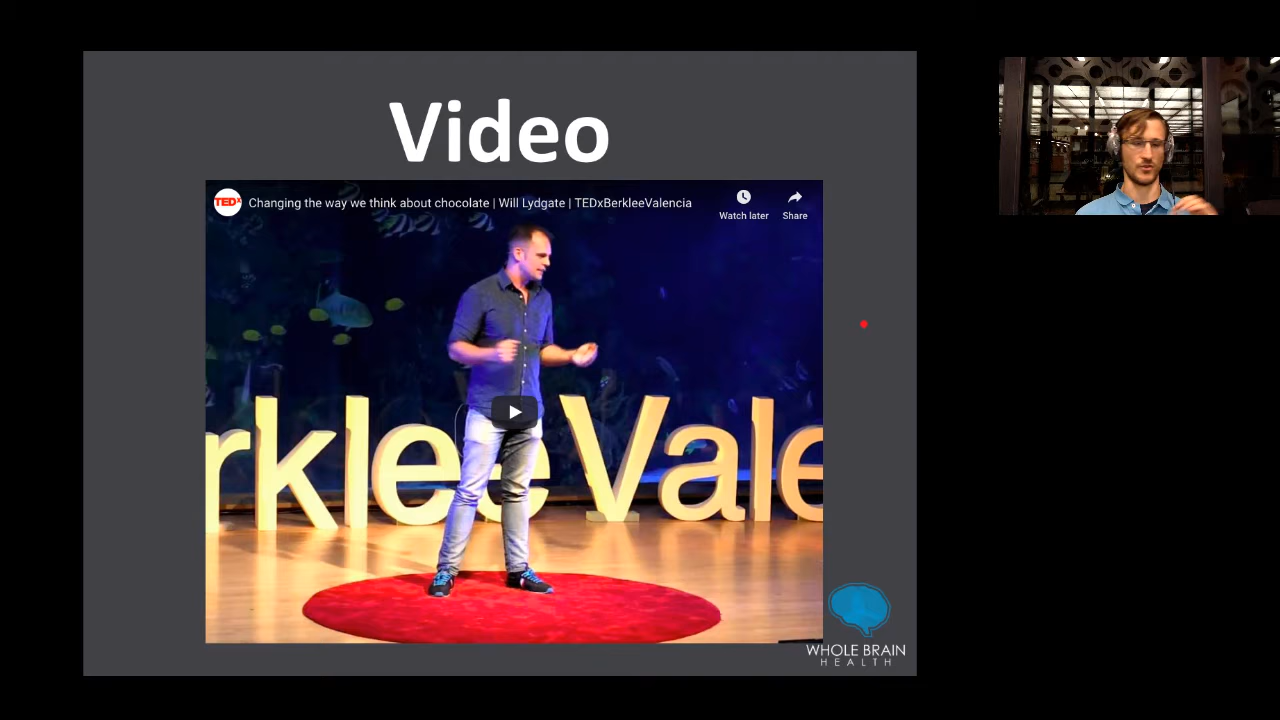 Video
TEDx
Changing the way we think about chocolate | Will Lydgate | TEDxBerkleeValencia
Watch later
Share
rklee Vale
WHOLE BRAIN
HEALTH